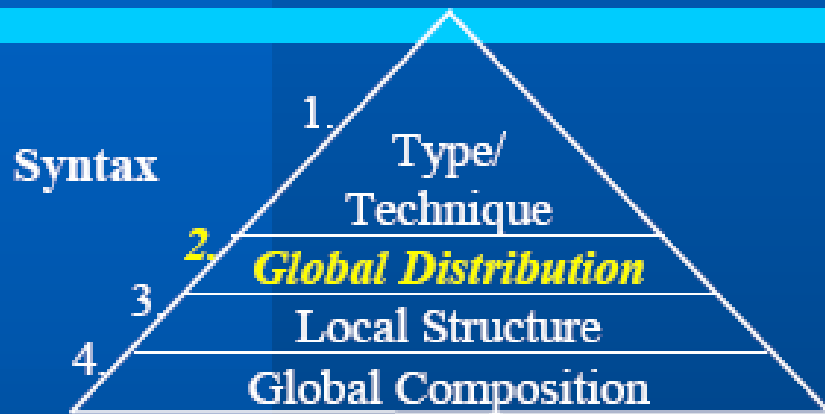 Syntax
1.
Type/
Technique
2.
Global Distribution
3.
Local Structure
4.
Global Composition